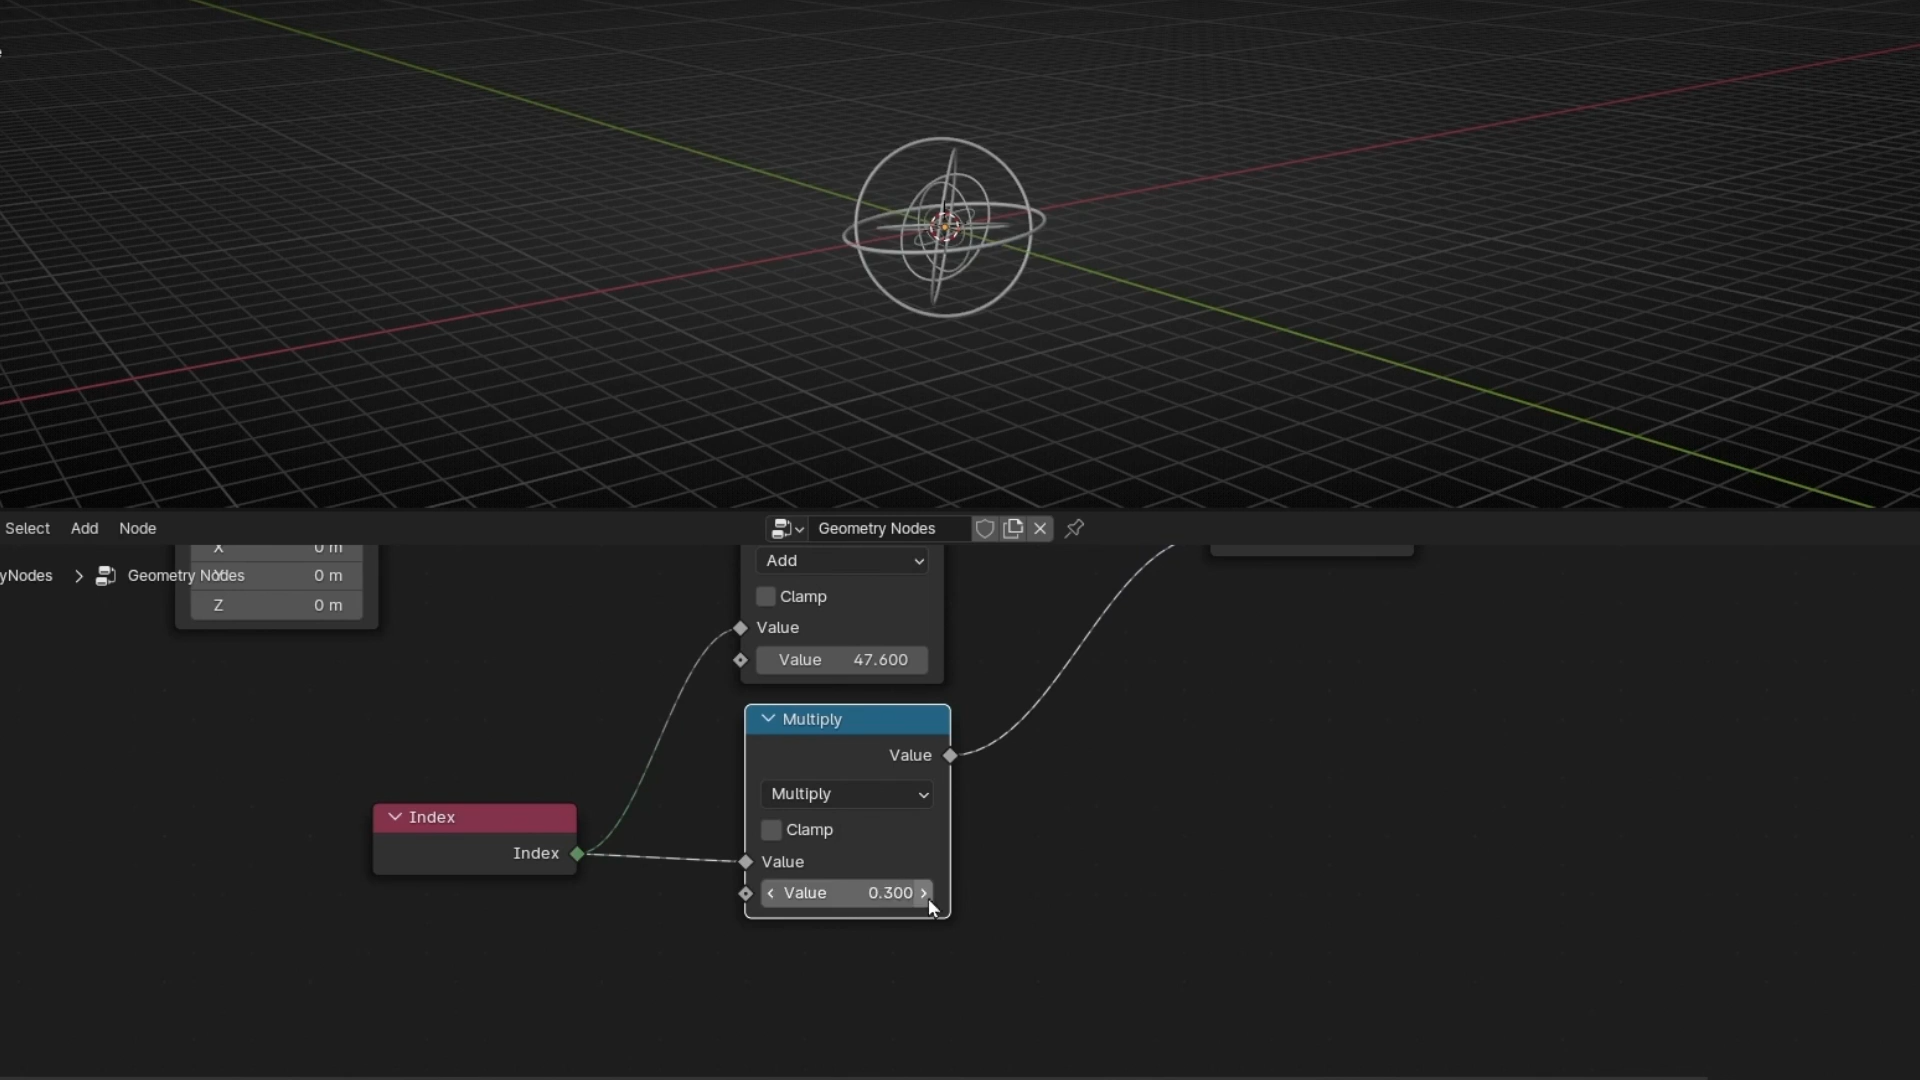 Select Add Node Geometry Nodes
X 0 m
yNodes > Geometry Nodes
Y 0 m
Z 0 m
Add
Clamp
Value
Value 47.600
Multiply
Value
Multiply
Clamp
Value
Value 0.300
Index
Index